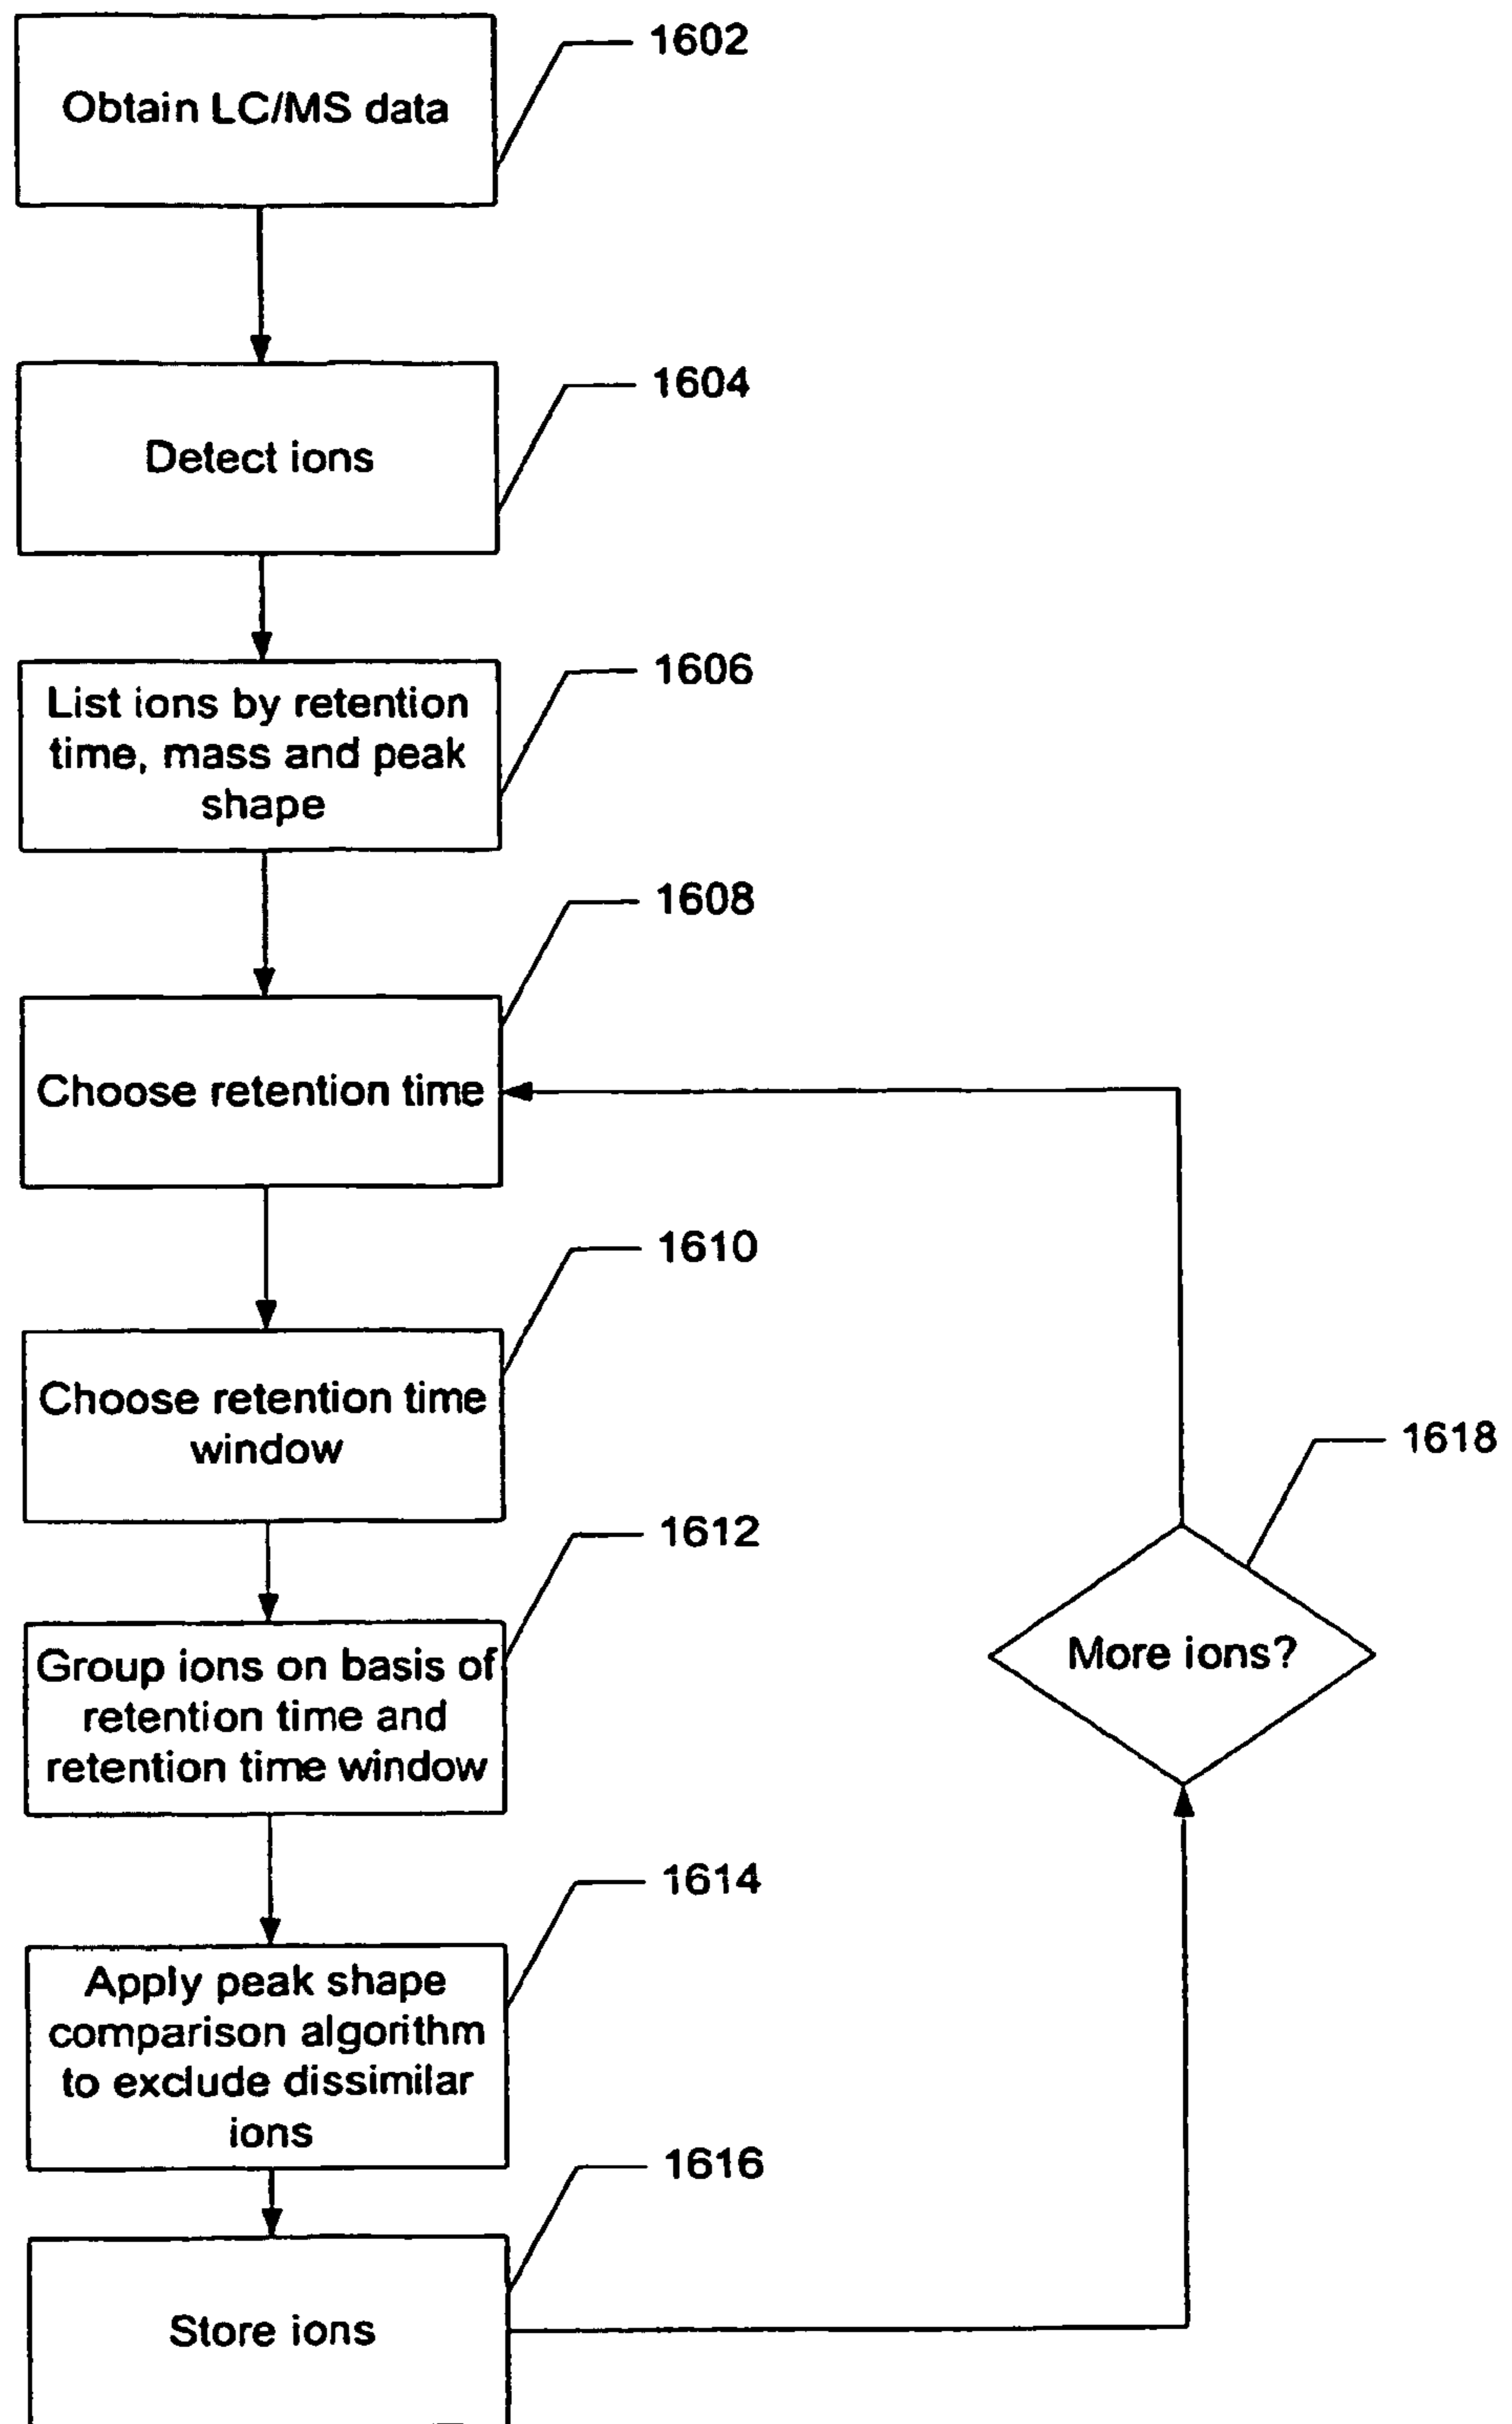 1602
Obtain LC/MS data
1604
Detect ions
1606
List ions by retention
time, mass and peak
shape
1608
Choose retention time
1610
Choose retention time
window
1618
1612
More ions?
Group ions on basis of
retention time and
retention time window
1614
Apply peak shape
comparison algorithm
to exclude dissimilar
ions
1616
Store ions